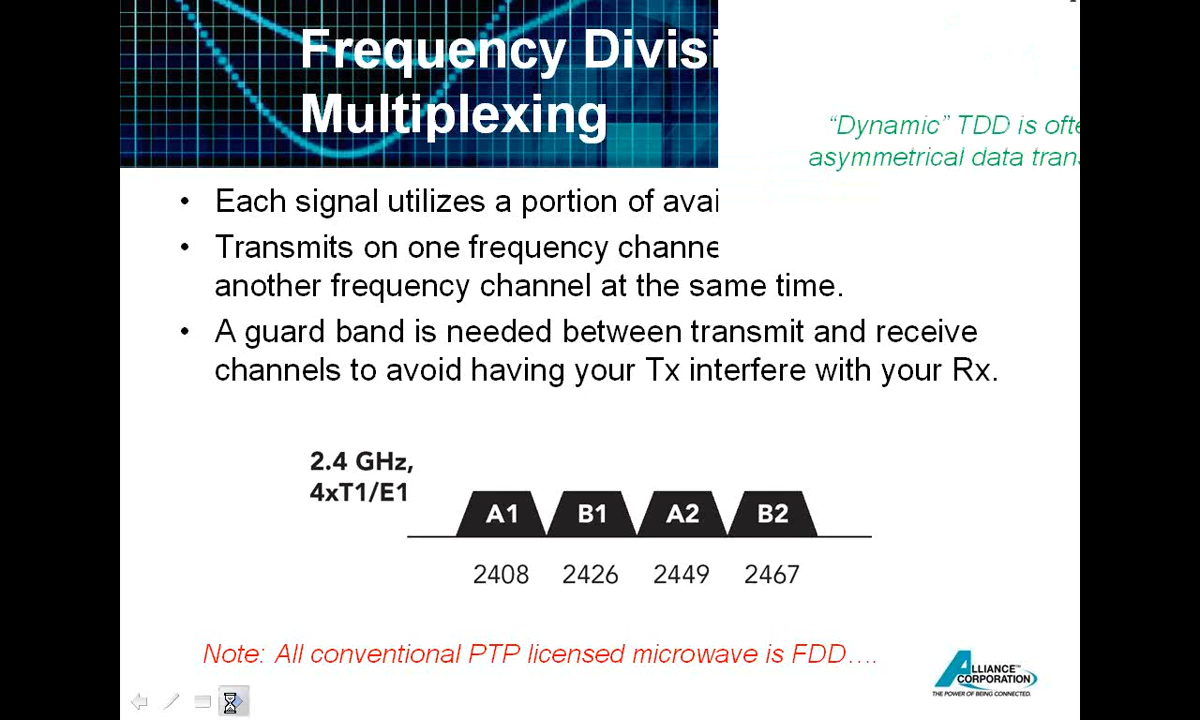 Frequency Divisi
Multiplexing
“Dynamic” TDD is ofte
asymmetrical data trans
• Each signal utilizes a portion of avai
• Transmits on one frequency channe
another frequency channel at the same time.
• A guard band is needed between transmit and receive
channels to avoid having your Tx interfere with your Rx.
2.4 GHz,
4xT1/E1
A1 B1 A2 B2
2408 2426 2449 2467
Note: All conventional PTP licensed microwave is FDD....
ALLIANCE™
CORPORATION
THE POWER OF BEING CONNECTED.